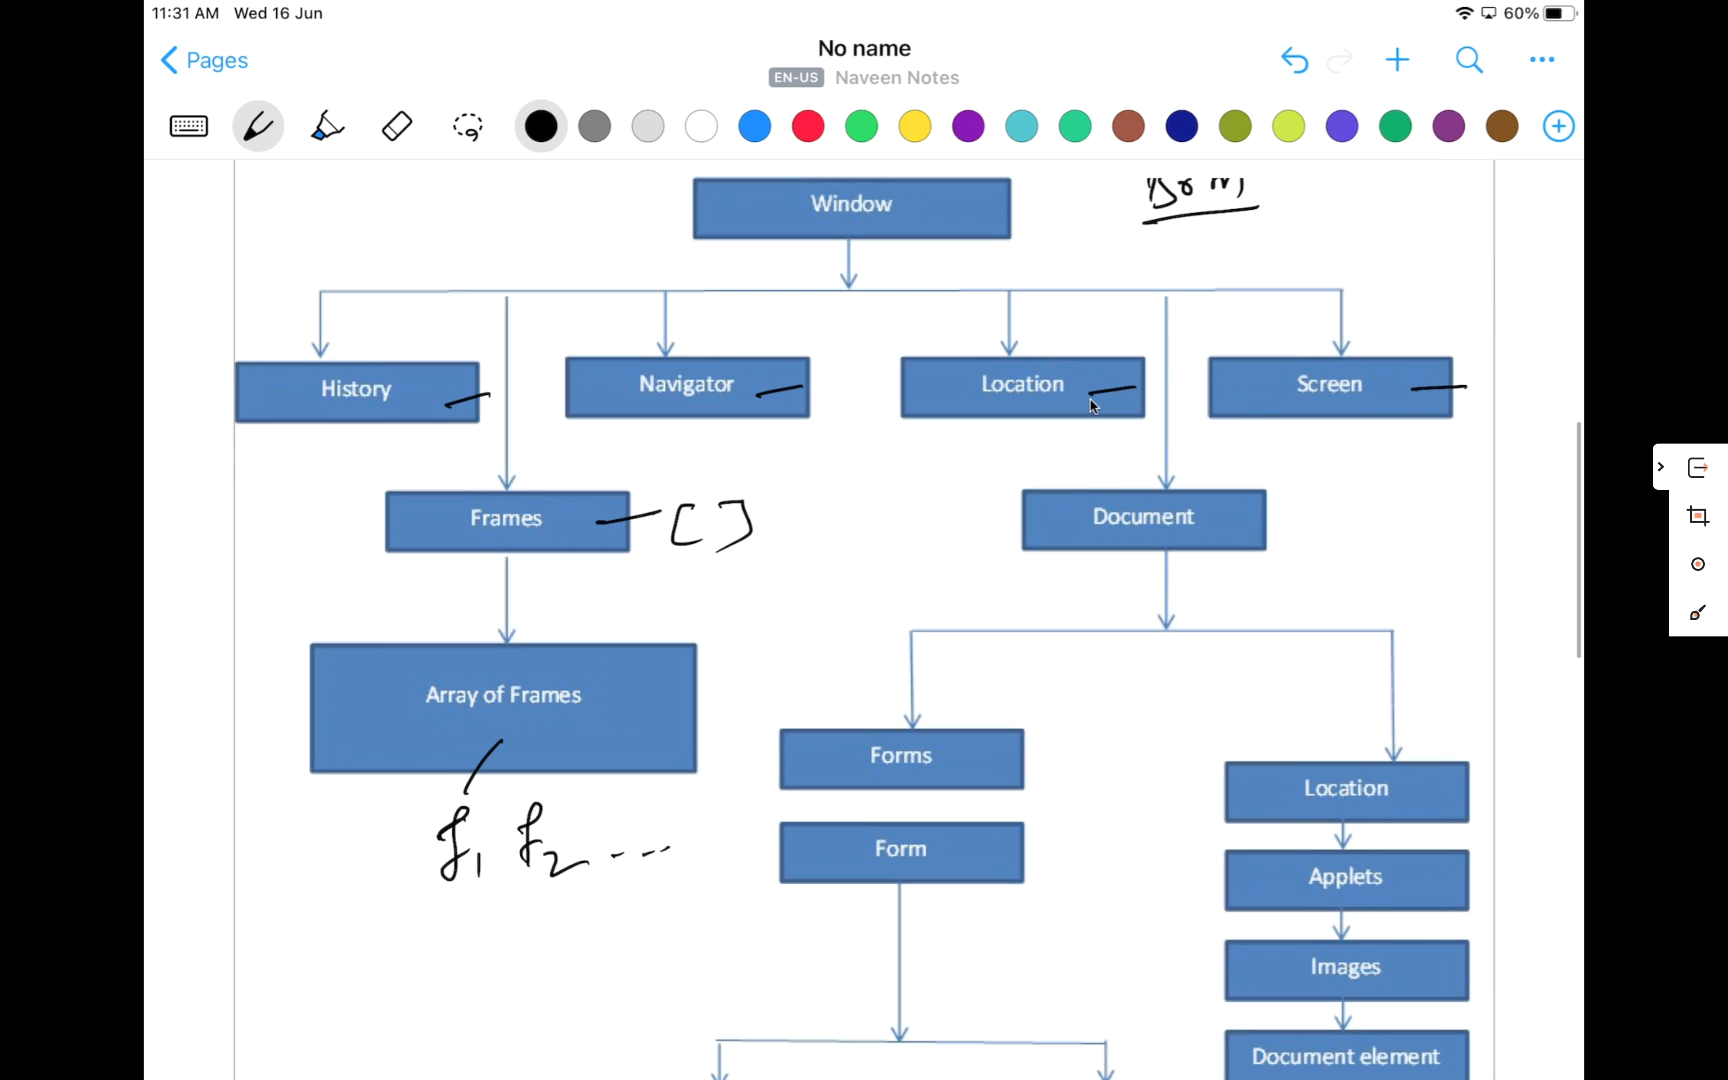 11:31 AM Wed 16 Jun
60%
Pages
No name
EN-US Naveen Notes
Window
History
Navigator
Location
Screen
Frames
[ ]
Document
Array of Frames
f1 f2 ---
Forms
Form
Location
Applets
Images
Document element